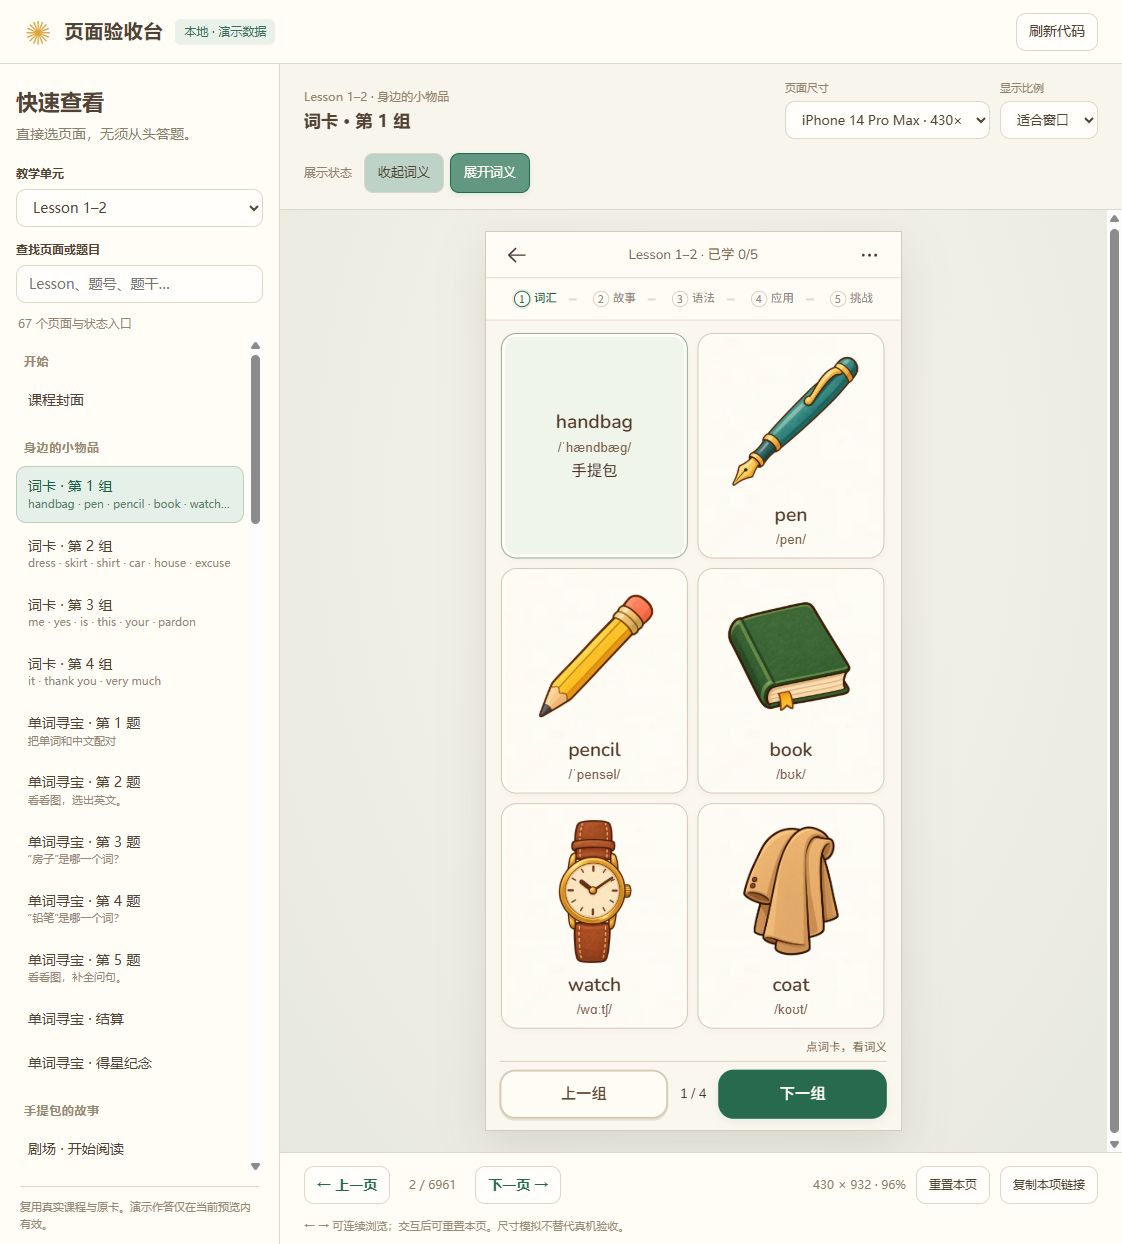 页面验收台
本地 · 演示数据
刷新代码
快速查看
直接选页面，无须从头答题。
教学单元
Lesson 1–2
查找页面或题目
Lesson、题号、题干...
67 个页面与状态入口
开始
课程封面
身边的小物品
词卡 · 第 1 组
handbag · pen · pencil · book · watch...
词卡 · 第 2 组
dress · skirt · shirt · car · house · excuse
词卡 · 第 3 组
me · yes · is · this · your · pardon
词卡 · 第 4 组
it · thank you · very much
单词寻宝 · 第 1 题
把单词和中文配对
单词寻宝 · 第 2 题
看看图，选出英文。
单词寻宝 · 第 3 题
“房子”是哪一个词？
单词寻宝 · 第 4 题
“铅笔”是哪一个词？
单词寻宝 · 第 5 题
看看图，补全问句。
单词寻宝 · 结算
单词寻宝 · 得星纪念
手提包的故事
剧场 · 开始阅读
复用真实课程与原卡。演示作答仅在当前预览内
有效。
Lesson 1–2 · 身边的小物品
词卡 • 第 1 组
页面尺寸
iPhone 14 Pro Max · 430×
显示比例
适合窗口
展示状态
收起词义
展开词义
Lesson 1–2 · 已学 0/5
1 词汇 – 2 故事 – 3 语法 – 4 应用 – 5 挑战
handbag
/ˈhændbæɡ/
手提包
pen
/pen/
pencil
/ˈpensəl/
book
/bʊk/
watch
/wɑːtʃ/
coat
/koʊt/
点词卡，看词义
上一组
1 / 4
下一组
← 上一页
2 / 6961
下一页 →
430 × 932 · 96%
重置本页
复制本项链接
← → 可连续浏览；交互后可重置本页。尺寸模拟不替代真机验收。